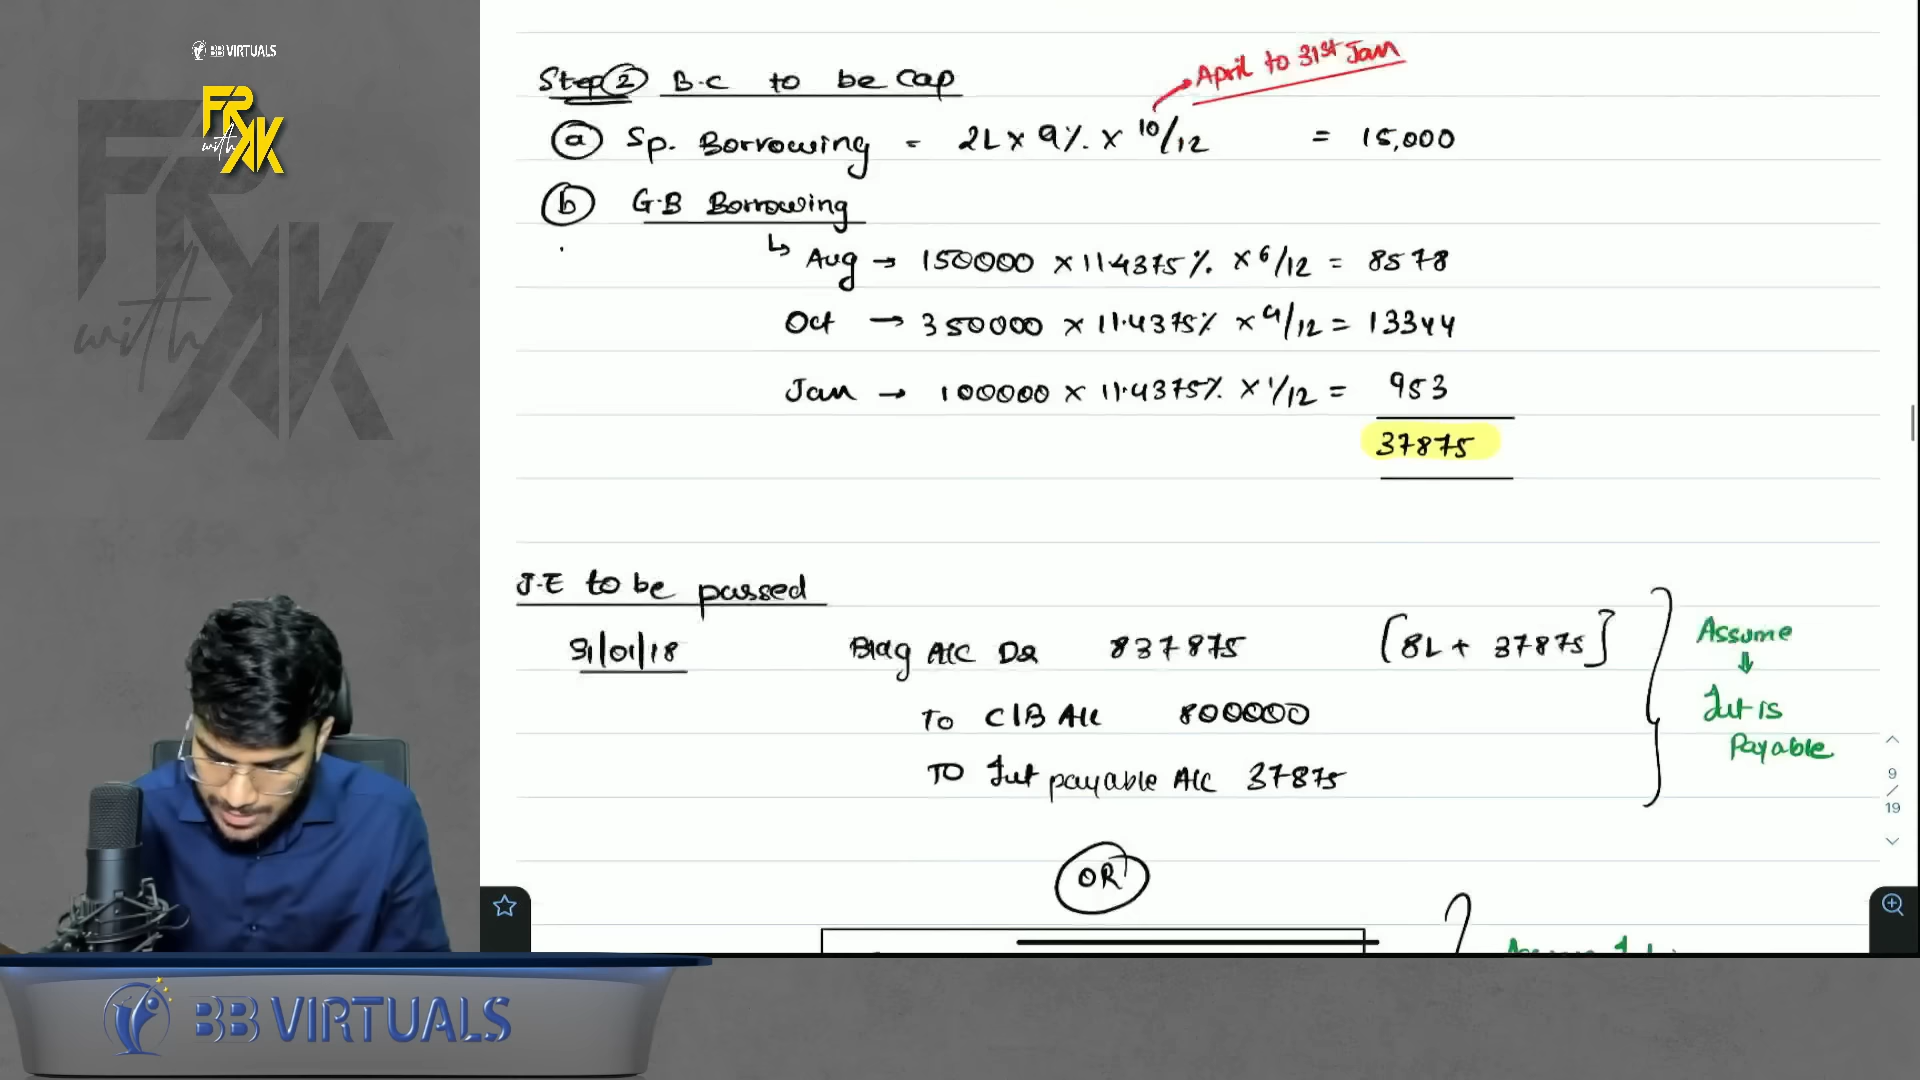 BB VIRTUALS
FR
with
AK
FR
with
AK
April to 31st Jan
Step ② B.C to be cap
ⓐ Sp. Borrowing = 2L × 9% × 10/12 = 15,000
ⓑ G.B Borrowing
↳ Aug → 150000 × 11.4375% × 6/12 = 8578
Oct → 350000 × 11.4375% × 4/12 = 13344
Jan → 100000 × 11.4375% × 1/12 = 953
37875
J.E to be passed
31/01/18 Bldg A/C Dr 837875 [8L + 37875]
To C/B A/c 800000
To Int payable A/C 37875
Assume
↓
Int is
Payable
OR
9
/
19
BB VIRTUALS